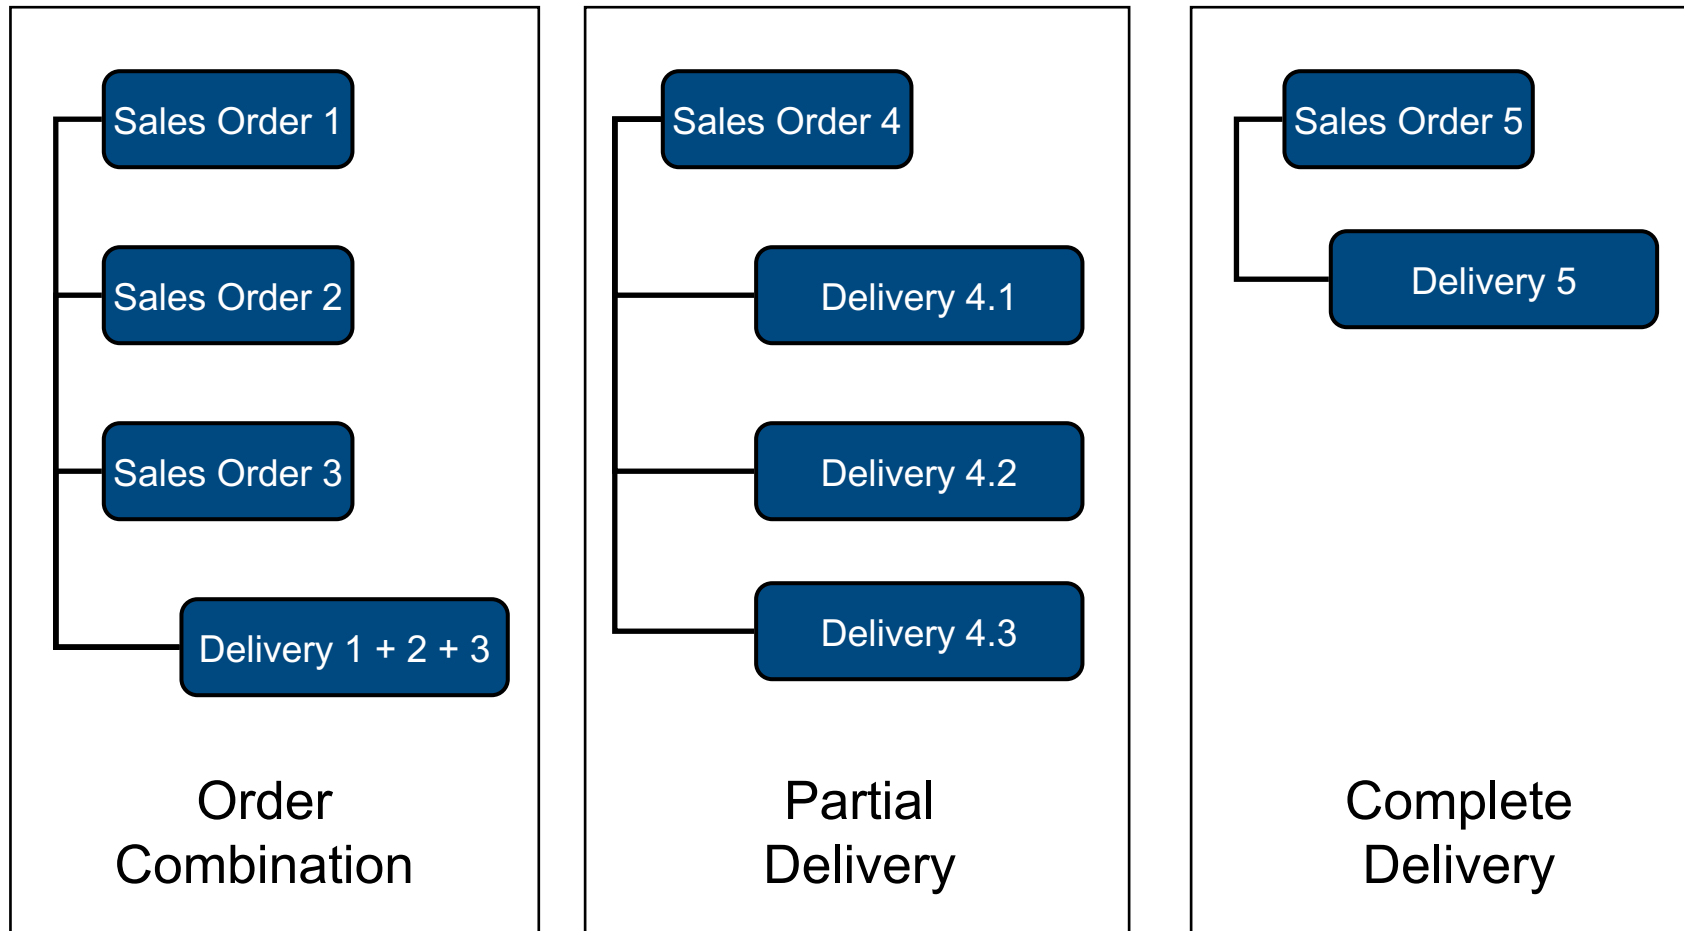 Sales Order 1
Sales Order 2
Sales Order 3
Delivery 1 + 2 + 3
Order
Combination
Sales Order 4
Delivery 4.1
Delivery 4.2
Delivery 4.3
Partial
Delivery
Sales Order 5
Delivery 5
Complete
Delivery